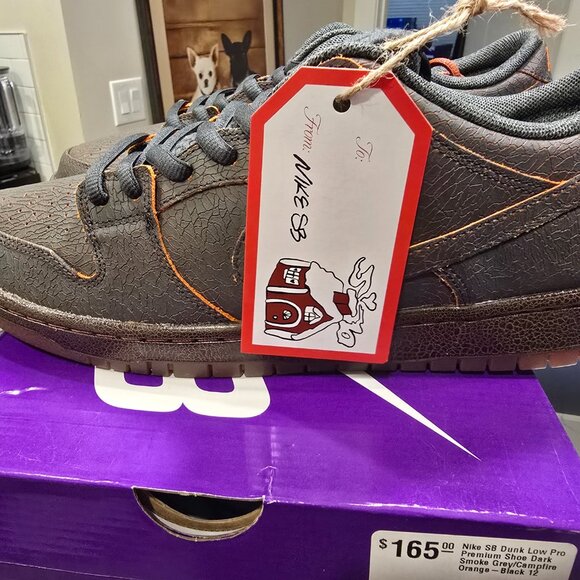 To:
From: NIKE SB
B
$165.00
Nike SB Dunk Low Pro
Premium Shoe Dark
Smoke Grey/Campfire
Orange—Black 12